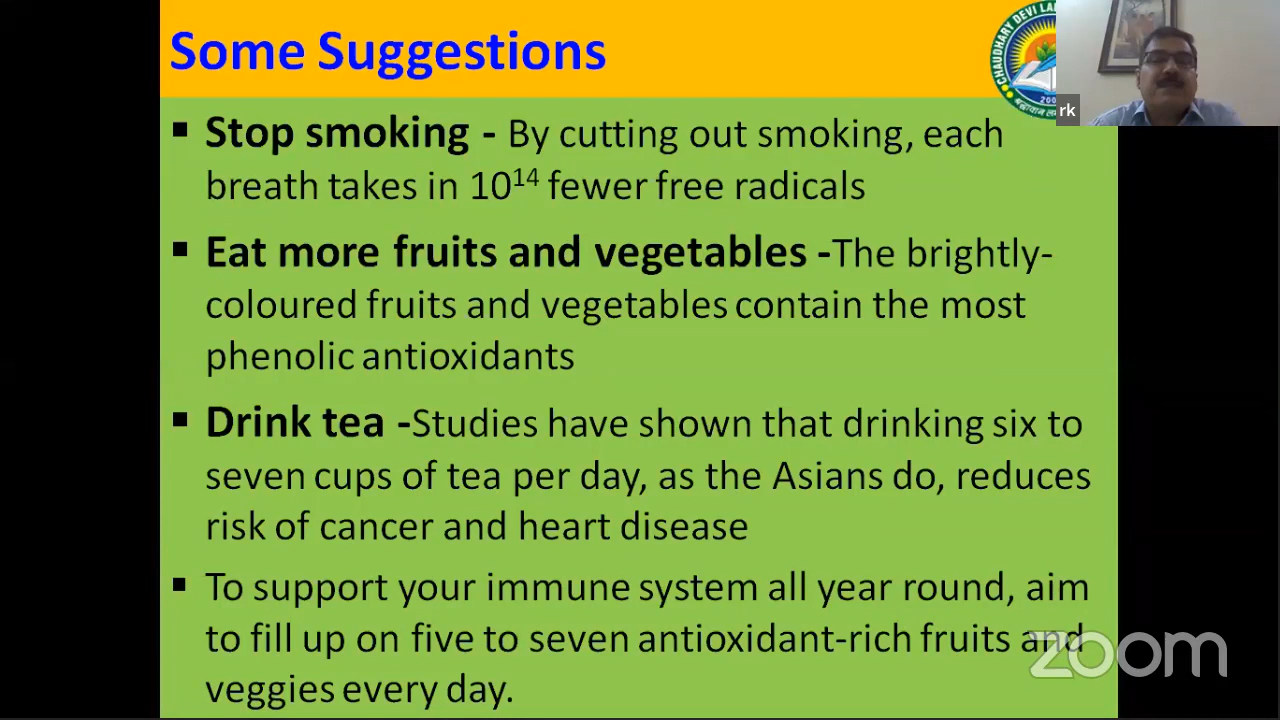 Some Suggestions
CHAUDHARY DEVI LA
200
rk
▪ Stop smoking - By cutting out smoking, each
breath takes in 10¹⁴ fewer free radicals
▪ Eat more fruits and vegetables -The brightly-
coloured fruits and vegetables contain the most
phenolic antioxidants
▪ Drink tea -Studies have shown that drinking six to
seven cups of tea per day, as the Asians do, reduces
risk of cancer and heart disease
▪ To support your immune system all year round, aim
to fill up on five to seven antioxidant-rich fruits and
veggies every day.
zoom